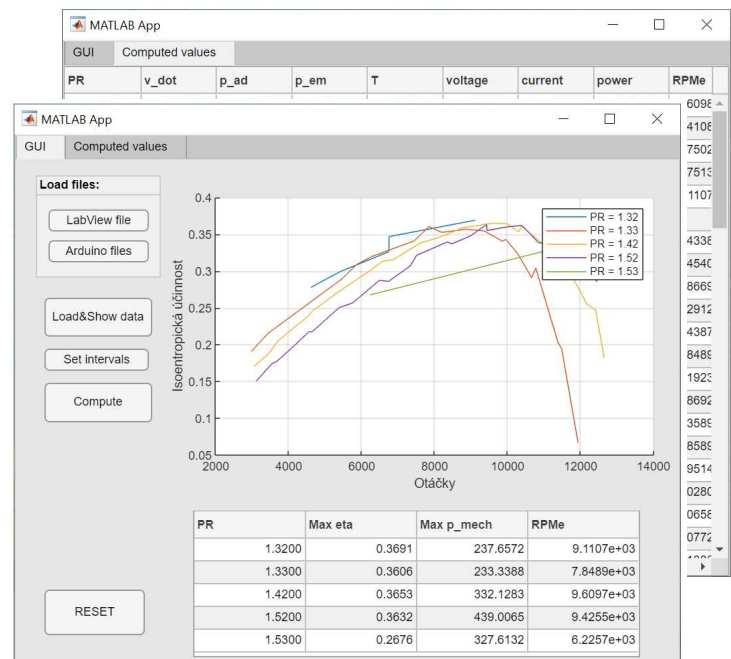 MATLAB App
GUI Computed values
PR v_dot p_ad p_em T voltage current power RPMe
6098
MATLAB App
4108
GUI Computed values
7502
7513
Load files:
1107
LabView file
Arduino files
Load&Show data
Set intervals
Compute
RESET
0.4
0.35
0.3
0.25
0.2
0.15
0.1
0.05
Isoentropická účinnost
2000 4000 6000 8000 10000 12000 14000
Otáčky
PR = 1.32
PR = 1.33
PR = 1.42
PR = 1.52
PR = 1.53
4338
4540
8669
2912
4387
8489
1923
8692
3589
8589
9514
0280
0658
0772
PR Max eta Max p_mech RPMe
1.3200 0.3691 237.6572 9.1107e+03
1.3300 0.3606 233.3388 7.8489e+03
1.4200 0.3653 332.1283 9.6097e+03
1.5200 0.3632 439.0065 9.4255e+03
1.5300 0.2676 327.6132 6.2257e+03